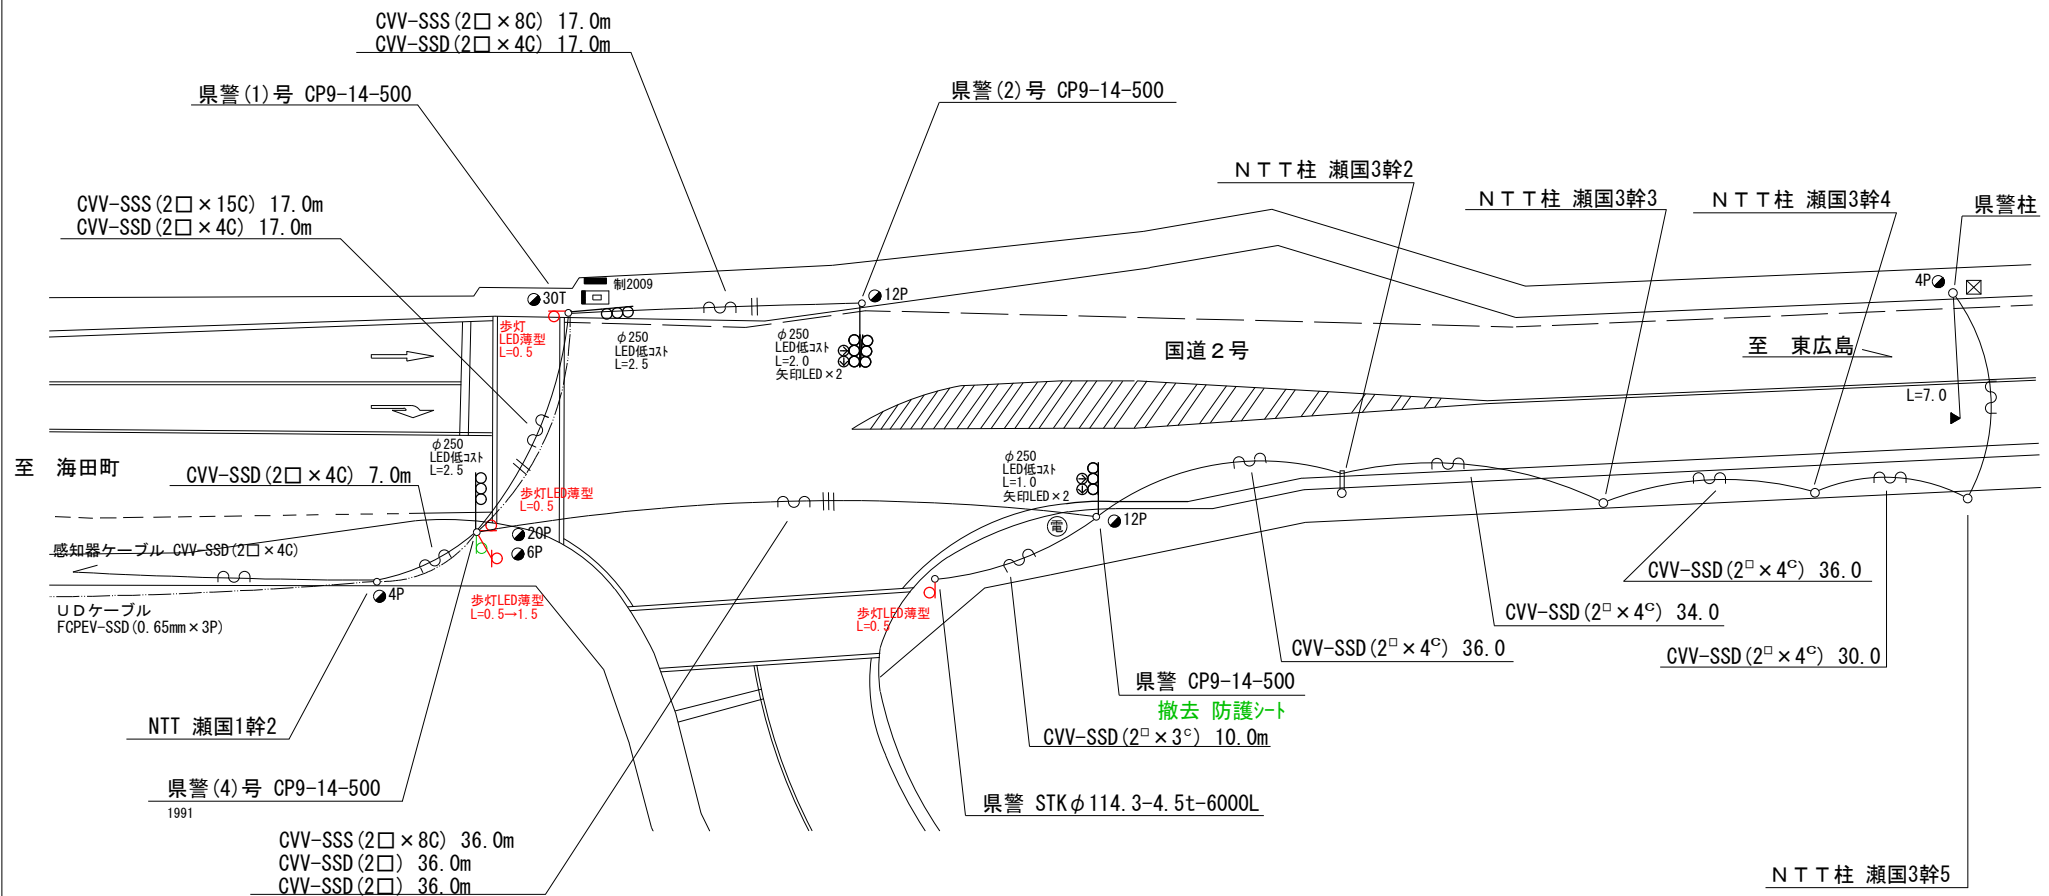 CVV-SSS(2□×8C) 17.0m
CVV-SSD(2□×4C) 17.0m
県警(1)号 CP9-14-500
県警(2)号 CP9-14-500
NTT柱 瀬国3幹2
NTT柱 瀬国3幹3
NTT柱 瀬国3幹4
県警柱
CVV-SSS(2□×15C) 17.0m
CVV-SSD(2□×4C) 17.0m
制2009
30T
12P
4P
歩灯
LED薄型
L=0.5
φ250
LED低コスト
L=2.5
φ250
LED低コスト
L=2.0
矢印LED×2
国道2号
至 東広島
L=7.0
至 海田町
φ250
LED低コスト
L=2.5
CVV-SSD(2□×4C) 7.0m
歩灯LED薄型
L=0.5
φ250
LED低コスト
L=1.0
矢印LED×2
電
12P
20P
6P
感知器ケーブル CVV-SSD(2□×4C)
4P
UDケーブル
FCPEV-SSD(0.65mm×3P)
歩灯LED薄型
L=0.5→1.5
歩灯LED薄型
L=0.5
CVV-SSD(2□×4C) 36.0
CVV-SSD(2□×4C) 34.0
CVV-SSD(2□×4C) 36.0
CVV-SSD(2□×4C) 30.0
県警 CP9-14-500
撤去 防護シート
CVV-SSD(2□×3C) 10.0m
NTT 瀬国1幹2
県警(4)号 CP9-14-500
1991
県警 STKφ114.3-4.5t-6000L
CVV-SSS(2□×8C) 36.0m
CVV-SSD(2□) 36.0m
CVV-SSD(2□) 36.0m
NTT柱 瀬国3幹5